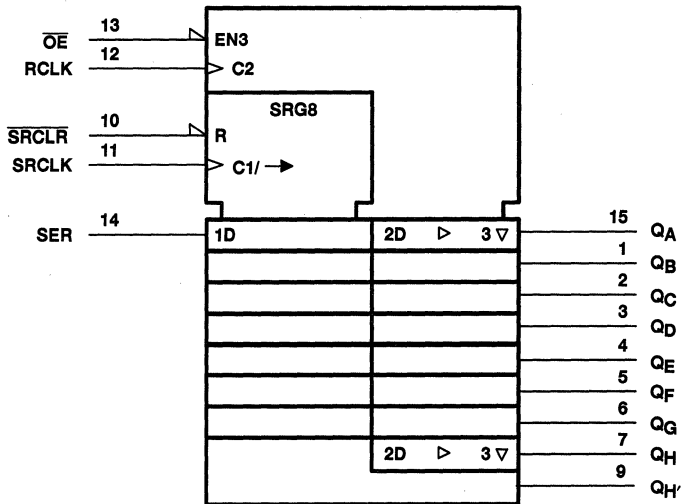 OE 13 EN3
RCLK 12 C2
SRG8
SRCLR 10 R
SRCLK 11 C1/ →
SER 14 1D 2D ▷ 3 ▽ 15 QA
1 QB
2 QC
3 QD
4 QE
5 QF
6 QG
2D ▷ 3 ▽ 7 QH
9 QH′